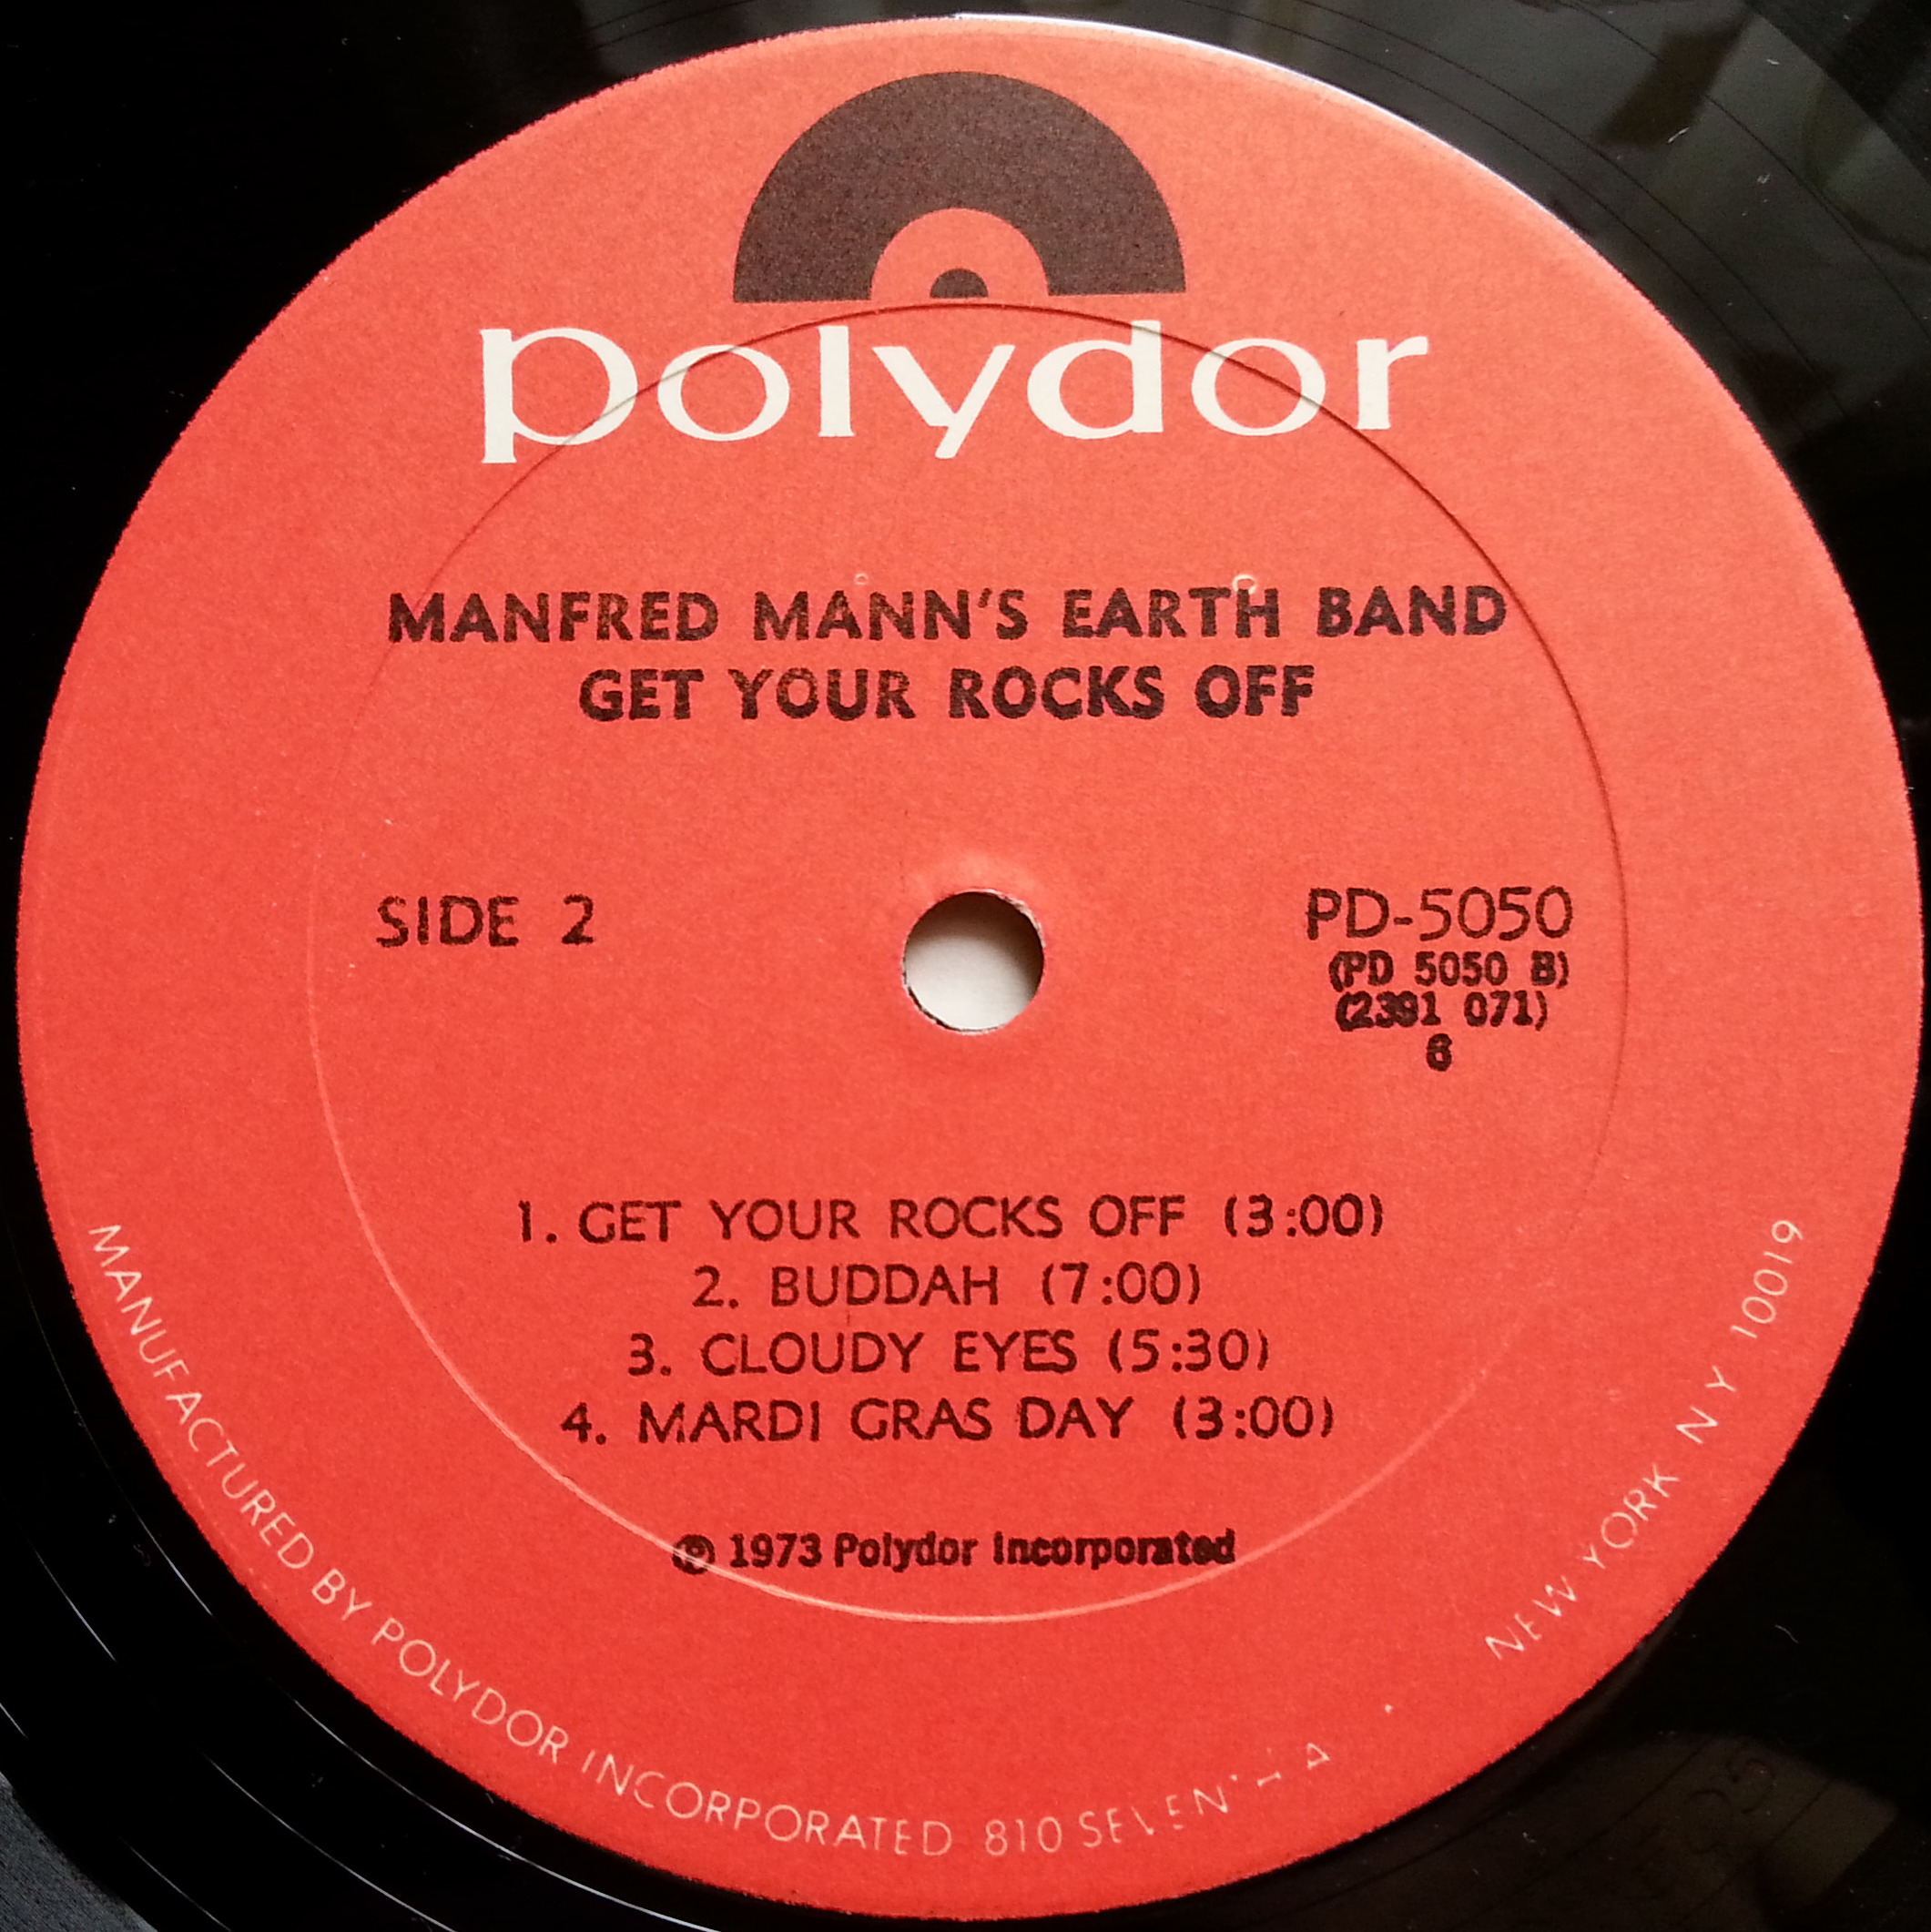 polydor
MANFRED MANN'S EARTH BAND
GET YOUR ROCKS OFF
SIDE 2
PD-5050
(PD 5050 B)
(2391 071)
6
1. GET YOUR ROCKS OFF (3:00)
2. BUDDAH (7:00)
3. CLOUDY EYES (5:30)
4. MARDI GRAS DAY (3:00)
℗ 1973 Polydor Incorporated
MANUFACTURED BY POLYDOR INCORPORATED 810 SEVENTH NEW YORK N Y 10019